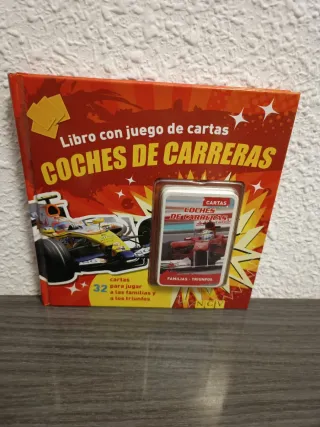 Libro con juego de cartas
COCHES DE CARRERAS
CARTAS
COCHES
DE CARRERAS
FAMILIAS · TRIUNFOS
32 cartas
para jugar
a las familias y
a los triunfos
NGV